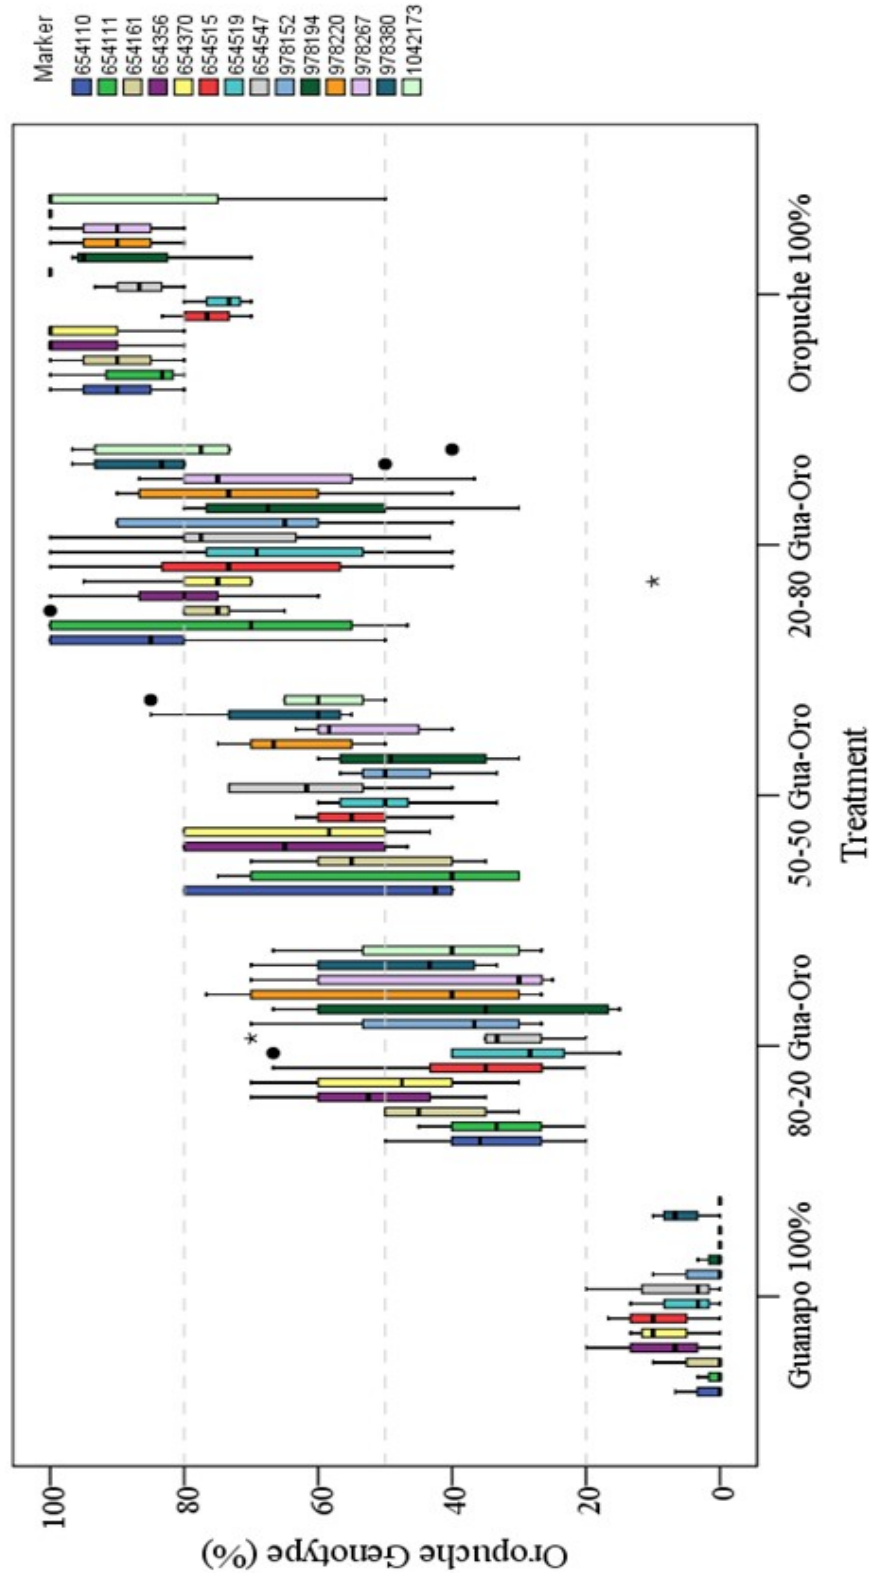 Marker
654110
654111
654161
654356
654370
654515
654519
654547
978152
978194
978220
978267
978380
1042173
Oropuche Genotype (%)
100
80
60
40
20
0
Guanapo 100%
80-20 Gua-Oro
50-50 Gua-Oro
20-80 Gua-Oro
Oropuche 100%
Treatment